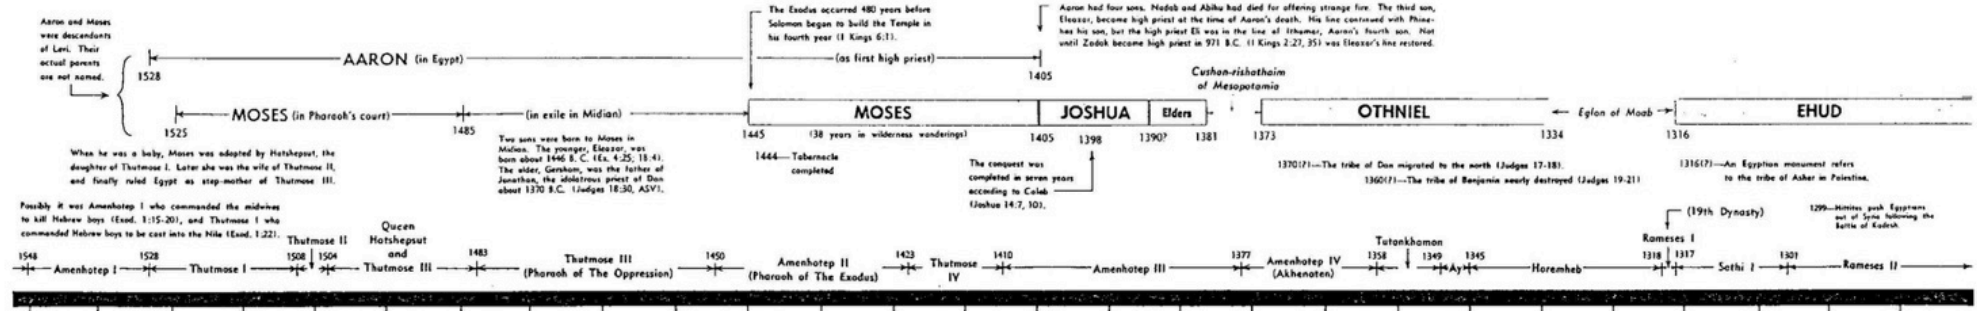 Aaron and Moses
were descendants
of Levi. Their
actual parents
are not named.
The Exodus occurred 480 years before
Solomon began to build the Temple in
his fourth year (I Kings 6:1).
Aaron had four sons. Nadab and Abihu had died for offering strange fire. The third son,
Eleazar, became high priest at the time of Aaron's death. His line continued with Phine-
has his son, but the high priest Eli was in the line of Ithamar, Aaron's fourth son. Not
until Zadok became high priest in 971 B.C. (I Kings 2:27, 35) was Eleazar's line restored.
AARON (in Egypt) (as first high priest)
1528 1405
Cushan-rishathaim
of Mesopotamia
MOSES (in Pharaoh's court) (in exile in Midian) MOSES JOSHUA Elders OTHNIEL Eglon of Moab EHUD
1525 1485 1445 (38 years in wilderness wanderings) 1405 1398 1390? 1381 1373 1334 1316
When he was a baby, Moses was adopted by Hatshepsut, the
daughter of Thutmose I. Later she was the wife of Thutmose II,
and finally ruled Egypt as step-mother of Thutmose III.
Two sons were born to Moses in
Midian. The younger, Eleazar, was
born about 1446 B. C. (Ex. 4:25; 18:4).
The elder, Gershom, was the father of
Jonathan, the idolatrous priest of Dan
about 1370 B.C. (Judges 18:30, ASV).
1444—Tabernacle
completed
The conquest was
completed in seven years
according to Caleb
(Joshua 14:7, 10).
1370(?)—The tribe of Dan migrated to the north (Judges 17-18).
1360(?)—The tribe of Benjamin nearly destroyed (Judges 19-21)
1316(?)—An Egyptian monument refers
to the tribe of Asher in Palestine.
Possibly it was Amenhotep I who commanded the midwives
to kill Hebrew boys (Exod. 1:15-20), and Thutmose I who
commanded Hebrew boys to be cast into the Nile (Exod. 1:22).
(19th Dynasty)
1299—Hittites push Egyptians
out of Syria following the
Battle of Kadesh.
1548 Amenhotep I 1528 Thutmose I 1508 Thutmose II 1504
Queen
Hatshepsut
and
Thutmose III
1483
Thutmose III
(Pharaoh of The Oppression)
1450
Amenhotep II
(Pharaoh of The Exodus)
1423
Thutmose
IV
1410
Amenhotep III
1377
Amenhotep IV
(Akhenaten)
1358
Tutankhamon
1349 Ay 1345
Horemheb
1318 Rameses I 1317
Sethi I
1301
Rameses II